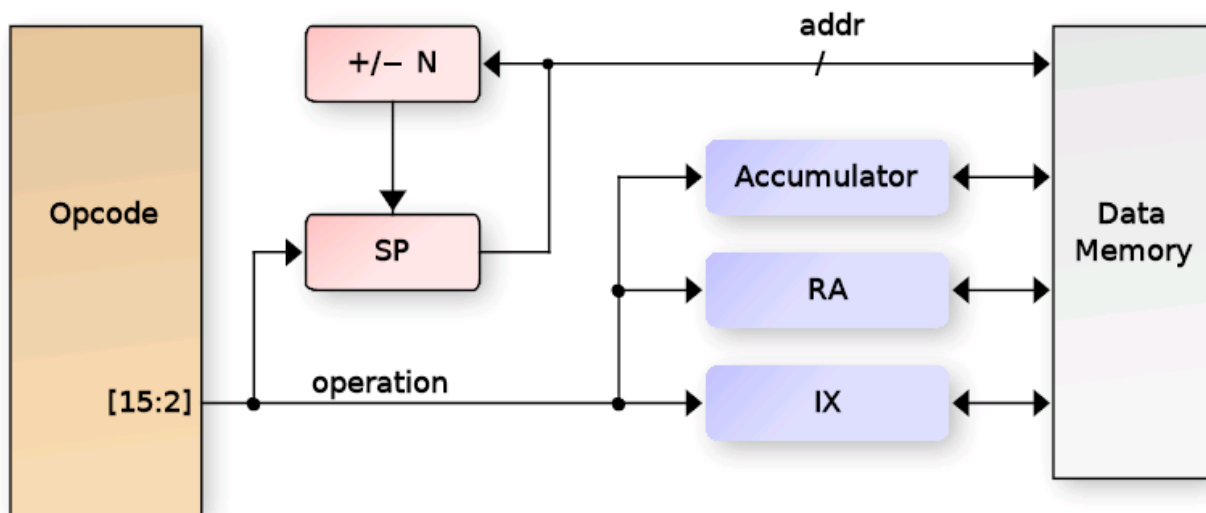 addr
+/− N
Accumulator
Opcode
Data
Memory
SP
RA
operation
[15:2]
IX